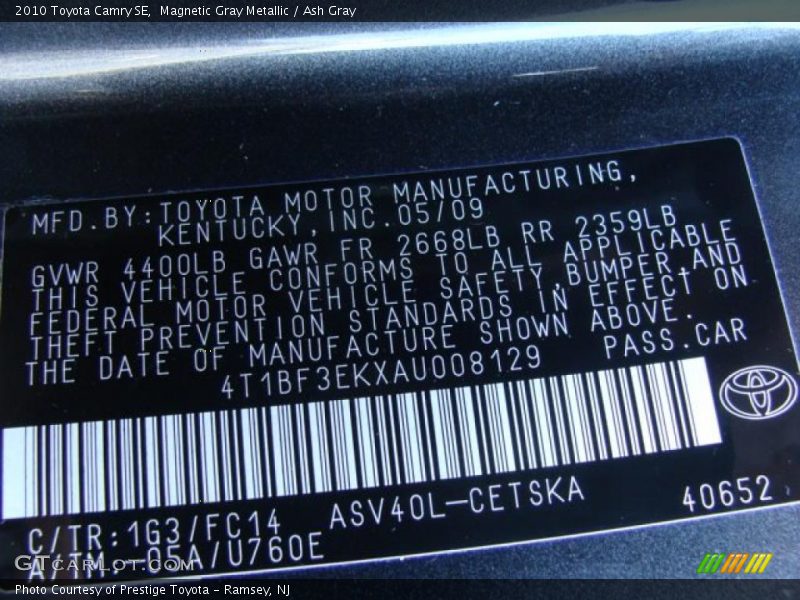 2010 Toyota Camry SE, Magnetic Gray Metallic / Ash Gray
MFD.BY:TOYOTA MOTOR MANUFACTURING,
KENTUCKY,INC.05/09
GVWR 4400LB GAWR FR 2668LB RR 2359LB
THIS VEHICLE CONFORMS TO ALL APPLICABLE
FEDERAL MOTOR VEHICLE SAFETY,BUMPER,AND
THEFT PREVENTION STANDARDS IN EFFECT ON
THE DATE OF MANUFACTURE SHOWN ABOVE.
4T1BF3EKXAU008129 PASS.CAR
C/TR:1G3/FC14 ASV40L-CETSKA 40652
A/TM:-05A/U760E
GTCarLot.com
Photo Courtesy of Prestige Toyota - Ramsey, NJ